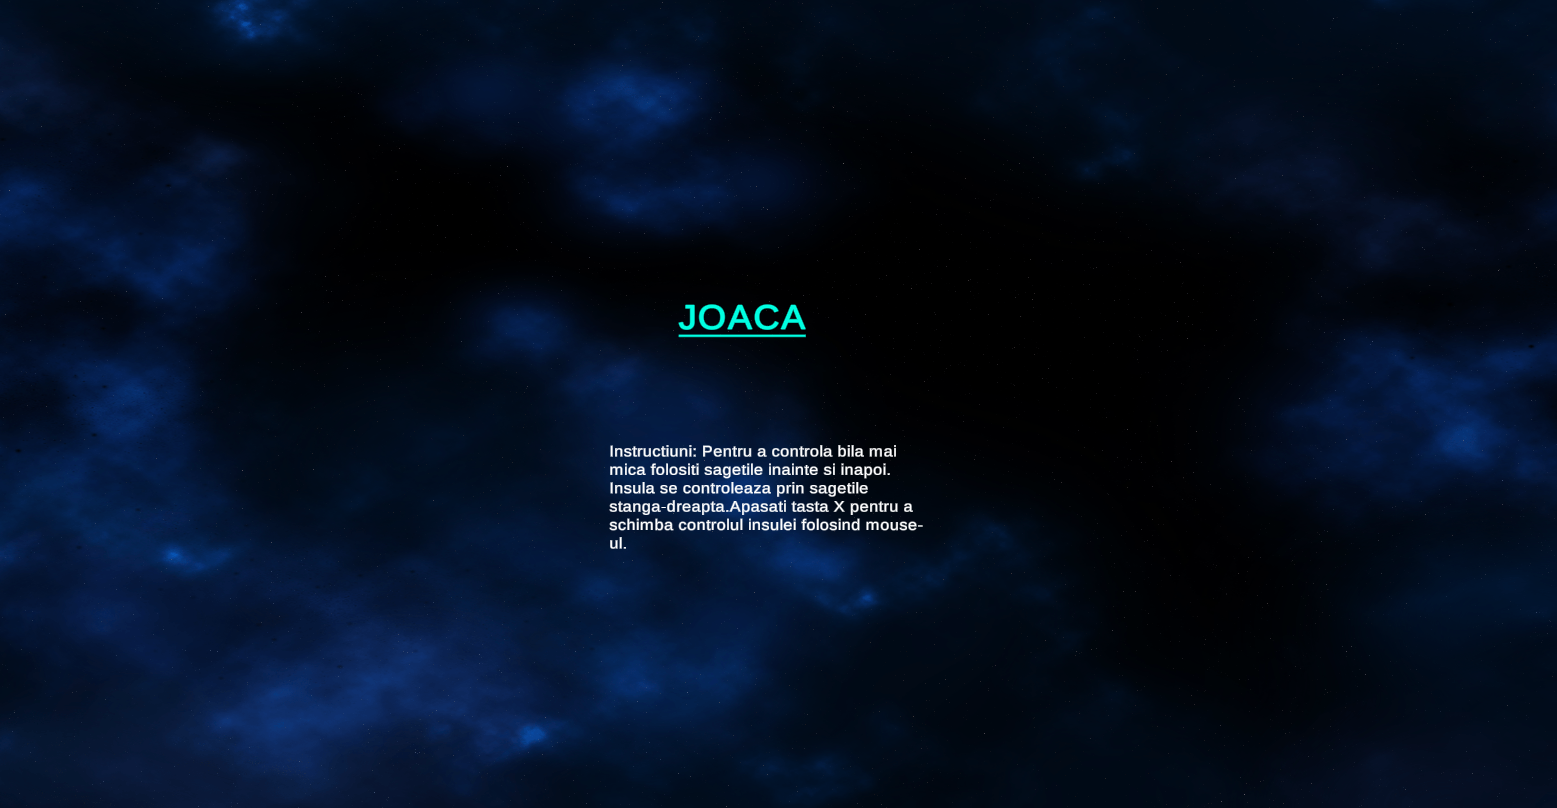 JOACA
Instructiuni: Pentru a controla bila mai
mica folositi sagetile inainte si inapoi.
Insula se controleaza prin sagetile
stanga-dreapta.Apasati tasta X pentru a
schimba controlul insulei folosind mouse-
ul.